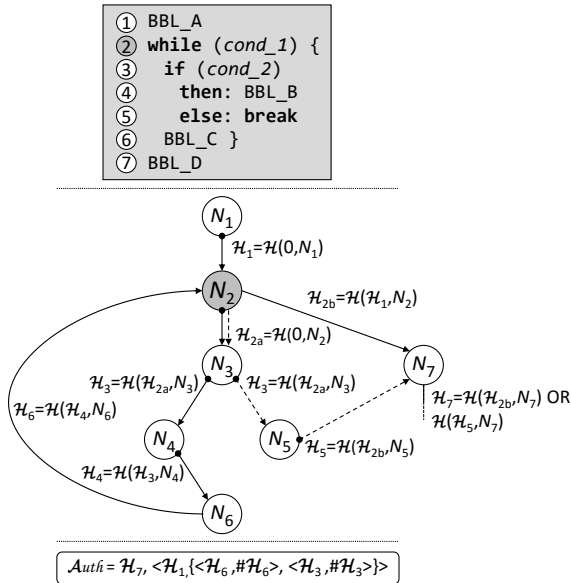 1 BBL_A
2 while (cond_1) {
3 if (cond_2)
4 then: BBL_B
5 else: break
6 BBL_C }
7 BBL_D
N1
ℋ1=ℋ(0,N1)
N2
ℋ2b=ℋ(ℋ1,N2)
ℋ2a=ℋ(0,N2)
N3
N7
ℋ3=ℋ(ℋ2a,N3)
ℋ3=ℋ(ℋ2a,N3)
ℋ7=ℋ(ℋ2b,N7) OR
ℋ(ℋ5,N7)
ℋ6=ℋ(ℋ4,N6)
N4
N5
ℋ5=ℋ(ℋ2b,N5)
ℋ4=ℋ(ℋ3,N4)
N6
Auth = ℋ7, <ℋ1,{<ℋ6 ,#ℋ6>, <ℋ3 ,#ℋ3>}>